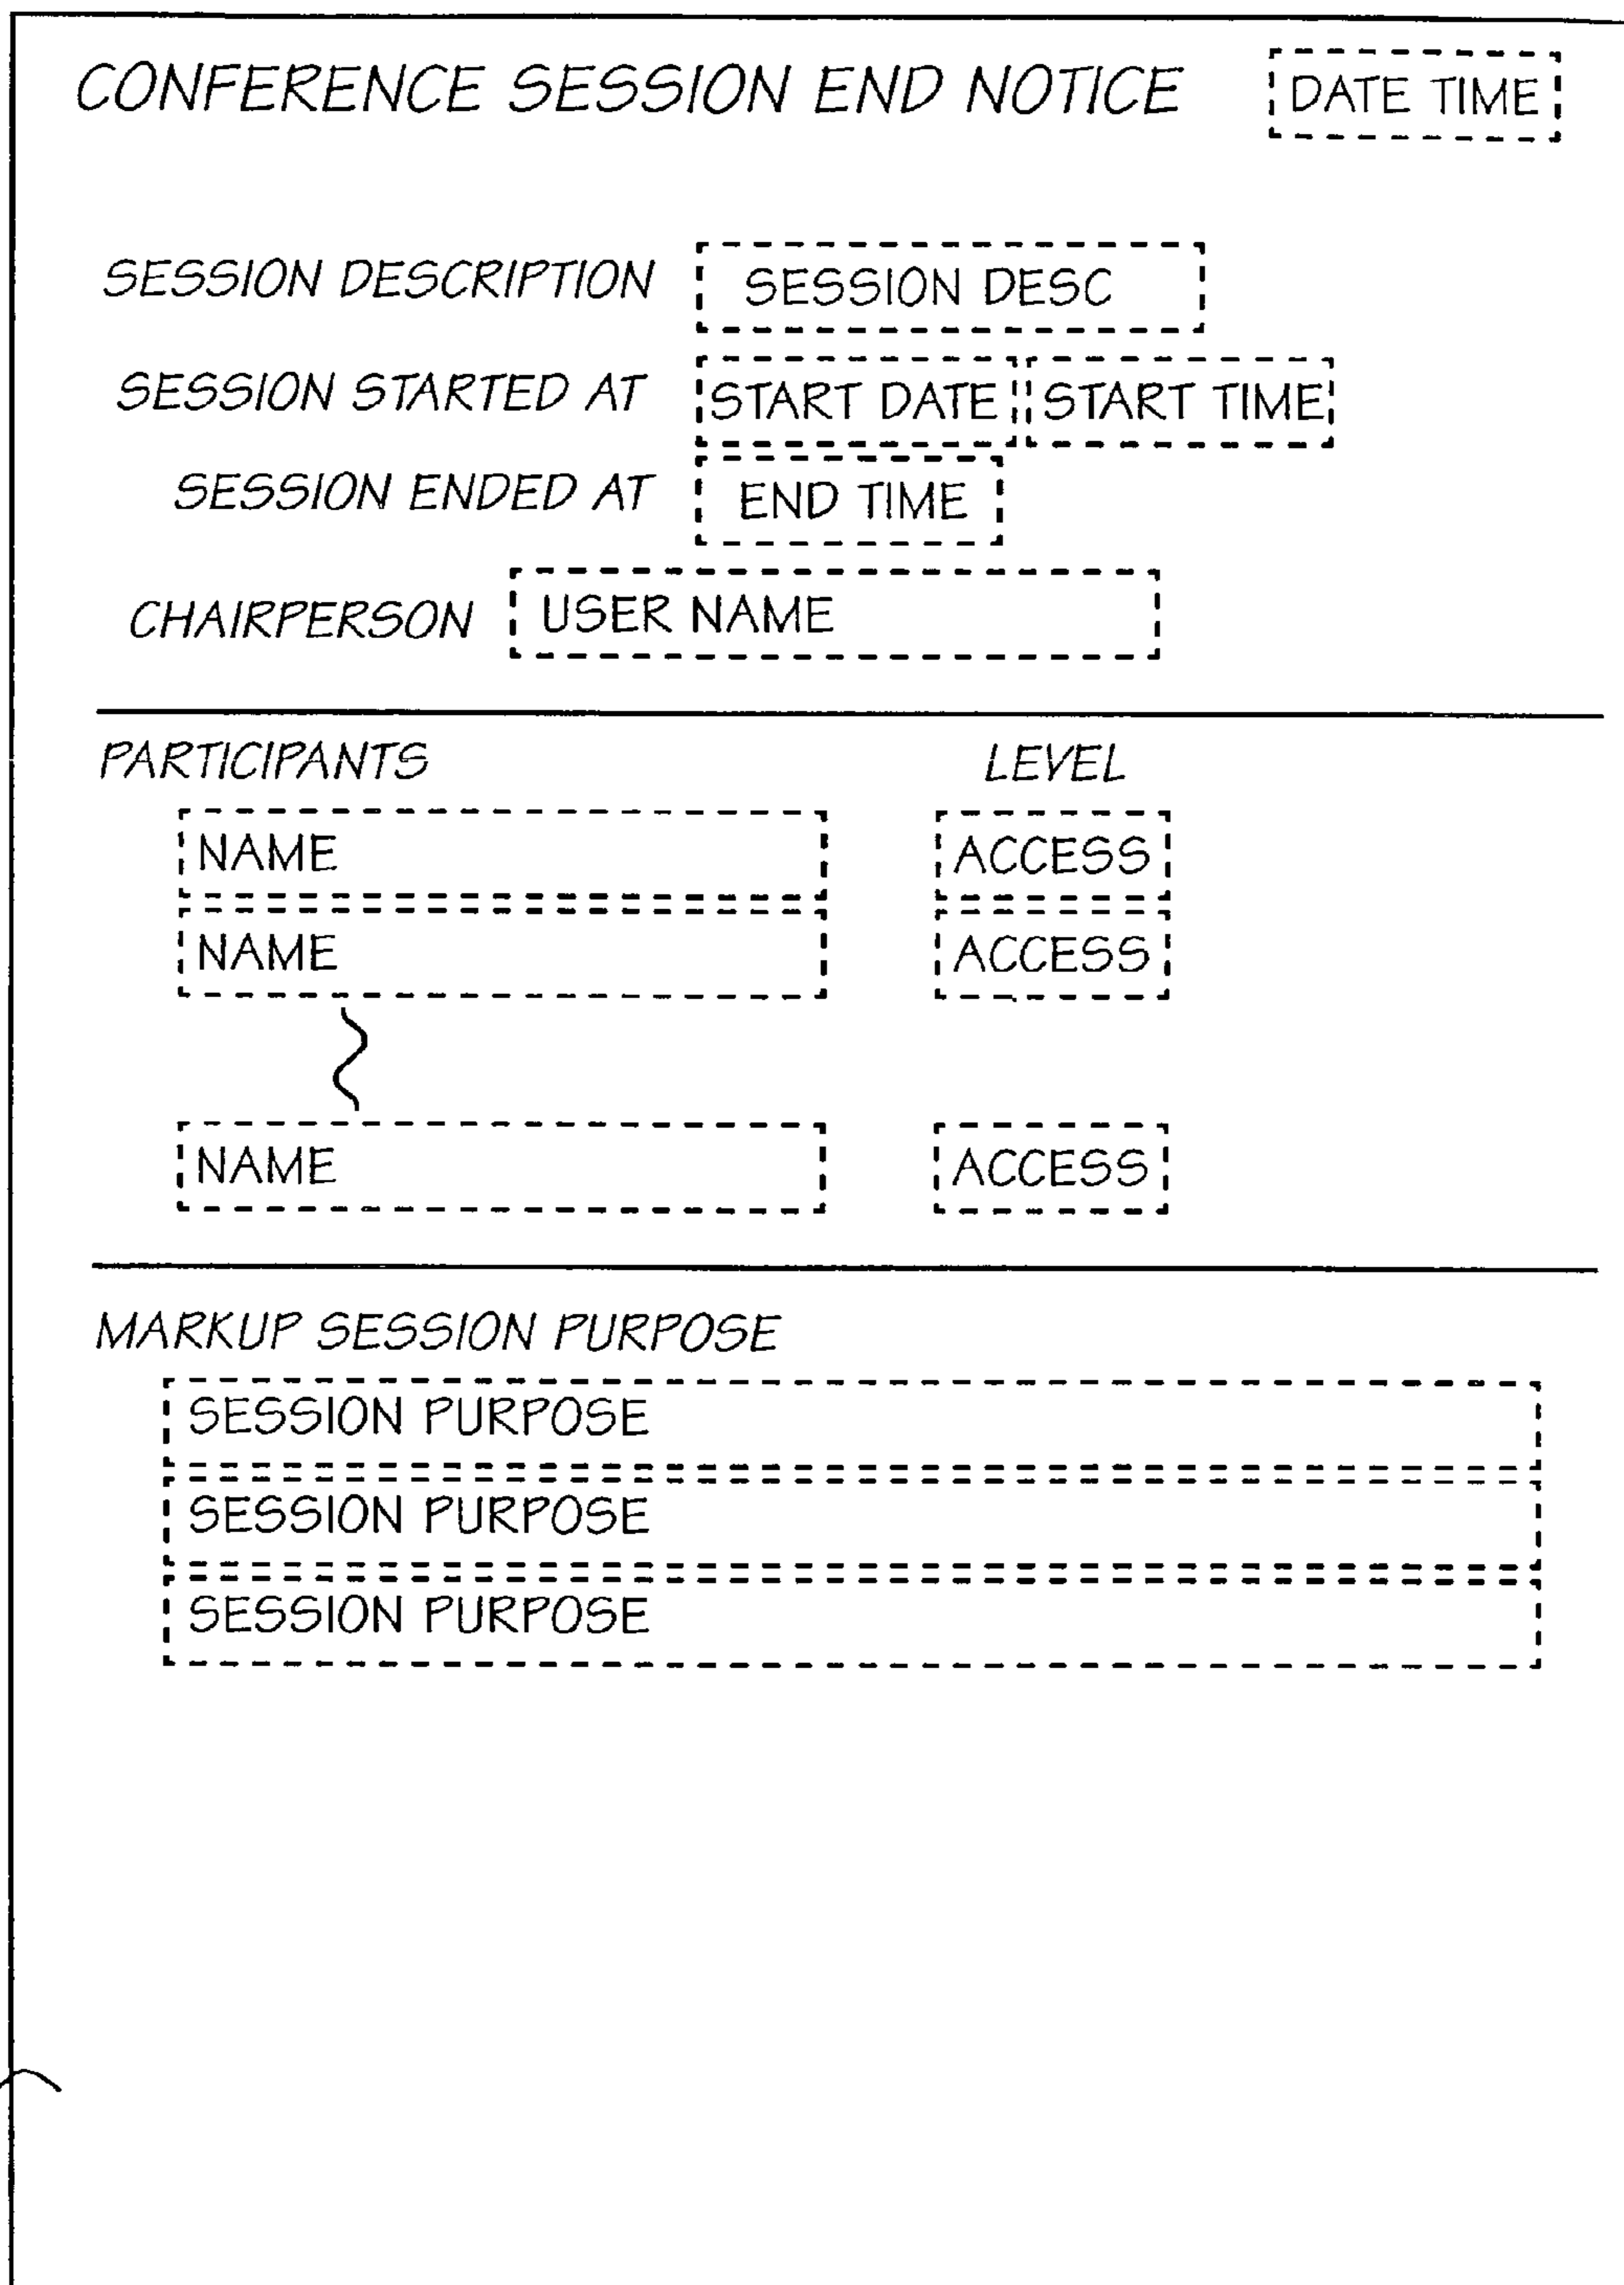 CONFERENCE SESSION END NOTICE DATE TIME
SESSION DESCRIPTION SESSION DESC
SESSION STARTED AT START DATE START TIME
SESSION ENDED AT END TIME
CHAIRPERSON USER NAME
PARTICIPANTS LEVEL
NAME ACCESS
NAME ACCESS
NAME ACCESS
MARKUP SESSION PURPOSE
SESSION PURPOSE
SESSION PURPOSE
SESSION PURPOSE